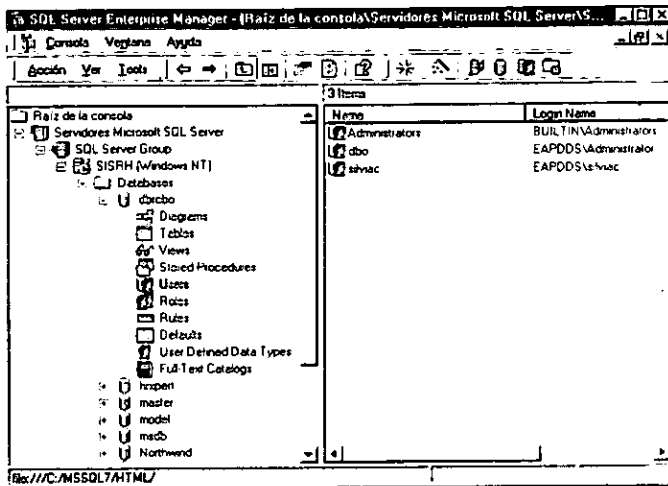 SQL Server Enterprise Manager - [Raíz de la consola\Servidores Microsoft SQL Server\S...
Consola Ventana Ayuda
Acción Ver Tools
3 Items
Raíz de la consola
Servidores Microsoft SQL Server
SQL Server Group
SISRH (Windows NT)
Databases
Diagrams
Tables
Views
Stored Procedures
Users
Roles
Rules
Defaults
User Defined Data Types
Full-Text Catalogs
master
model
msdb
Northwind
Name Login Name
Administrators BUILTIN\Administrators
dbo EAPDDS\Administrator
silviac EAPDDS\silviac
file:///C:/MSSQL7/HTML/